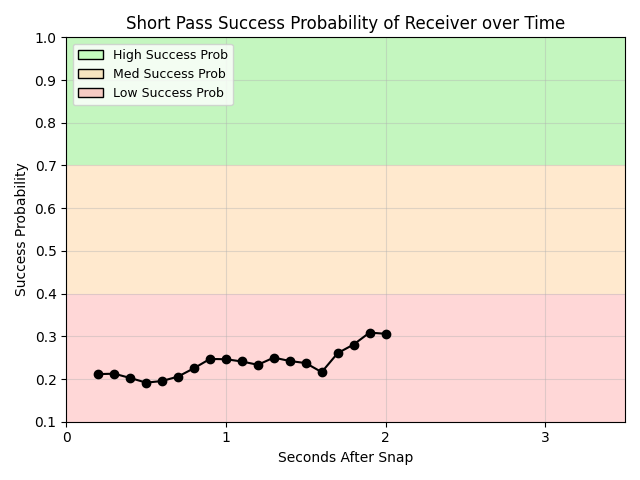 Short Pass Success Probability of Receiver over Time
High Success Prob
Med Success Prob
Low Success Prob
Success Probability
1.0
0.9
0.8
0.7
0.6
0.5
0.4
0.3
0.2
0.1
0 1 2 3
Seconds After Snap